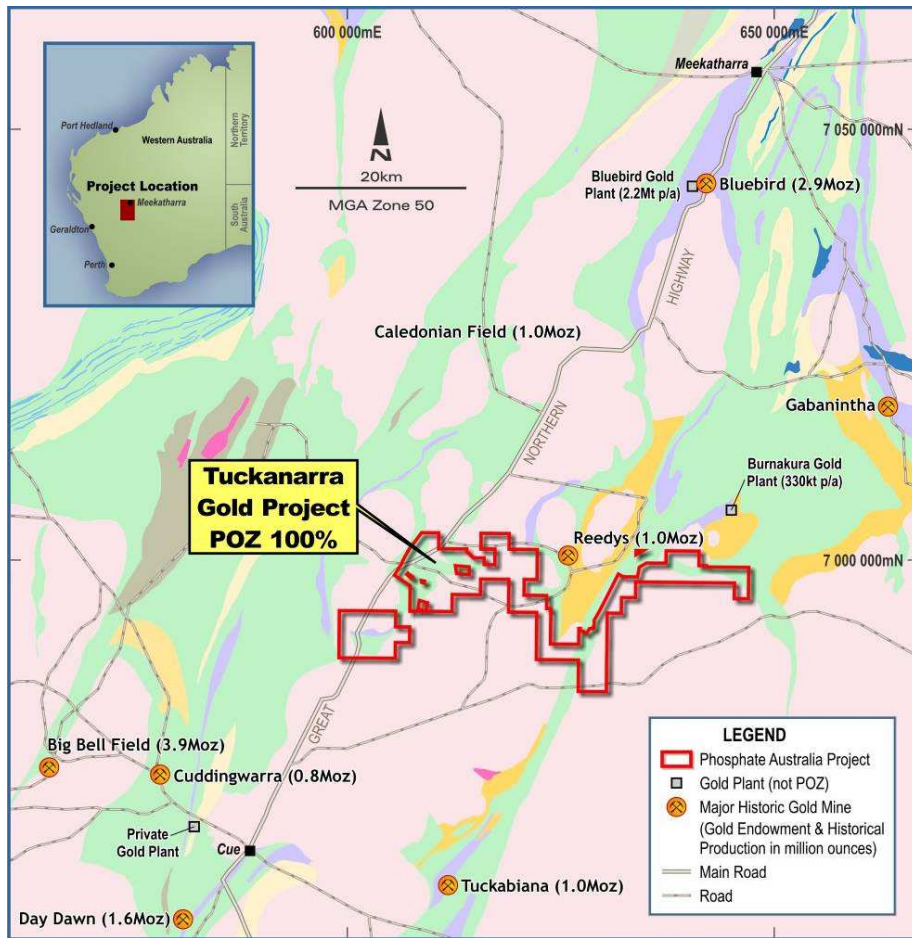 600 000mE
650 000mE
Meekatharra
Port Hedland
Western Australia
Northern
Territory
Project Location
Meekatharra
South
Australia
Geraldton
Perth
N
20km
MGA Zone 50
7 050 000mN
Bluebird Gold
Plant (2.2Mt p/a)
Bluebird (2.9Moz)
HIGHWAY
Caledonian Field (1.0Moz)
NORTHERN
Gabanintha
Tuckanarra
Gold Project
POZ 100%
Burnakura Gold
Plant (330kt p/a)
Reedys (1.0Moz)
7 000 000mN
GREAT
Big Bell Field (3.9Moz)
Cuddingwarra (0.8Moz)
Private
Gold Plant
Cue
Tuckabiana (1.0Moz)
Day Dawn (1.6Moz)
LEGEND
Phosphate Australia Project
Gold Plant (not POZ)
Major Historic Gold Mine
(Gold Endowment & Historical
Production in million ounces)
Main Road
Road